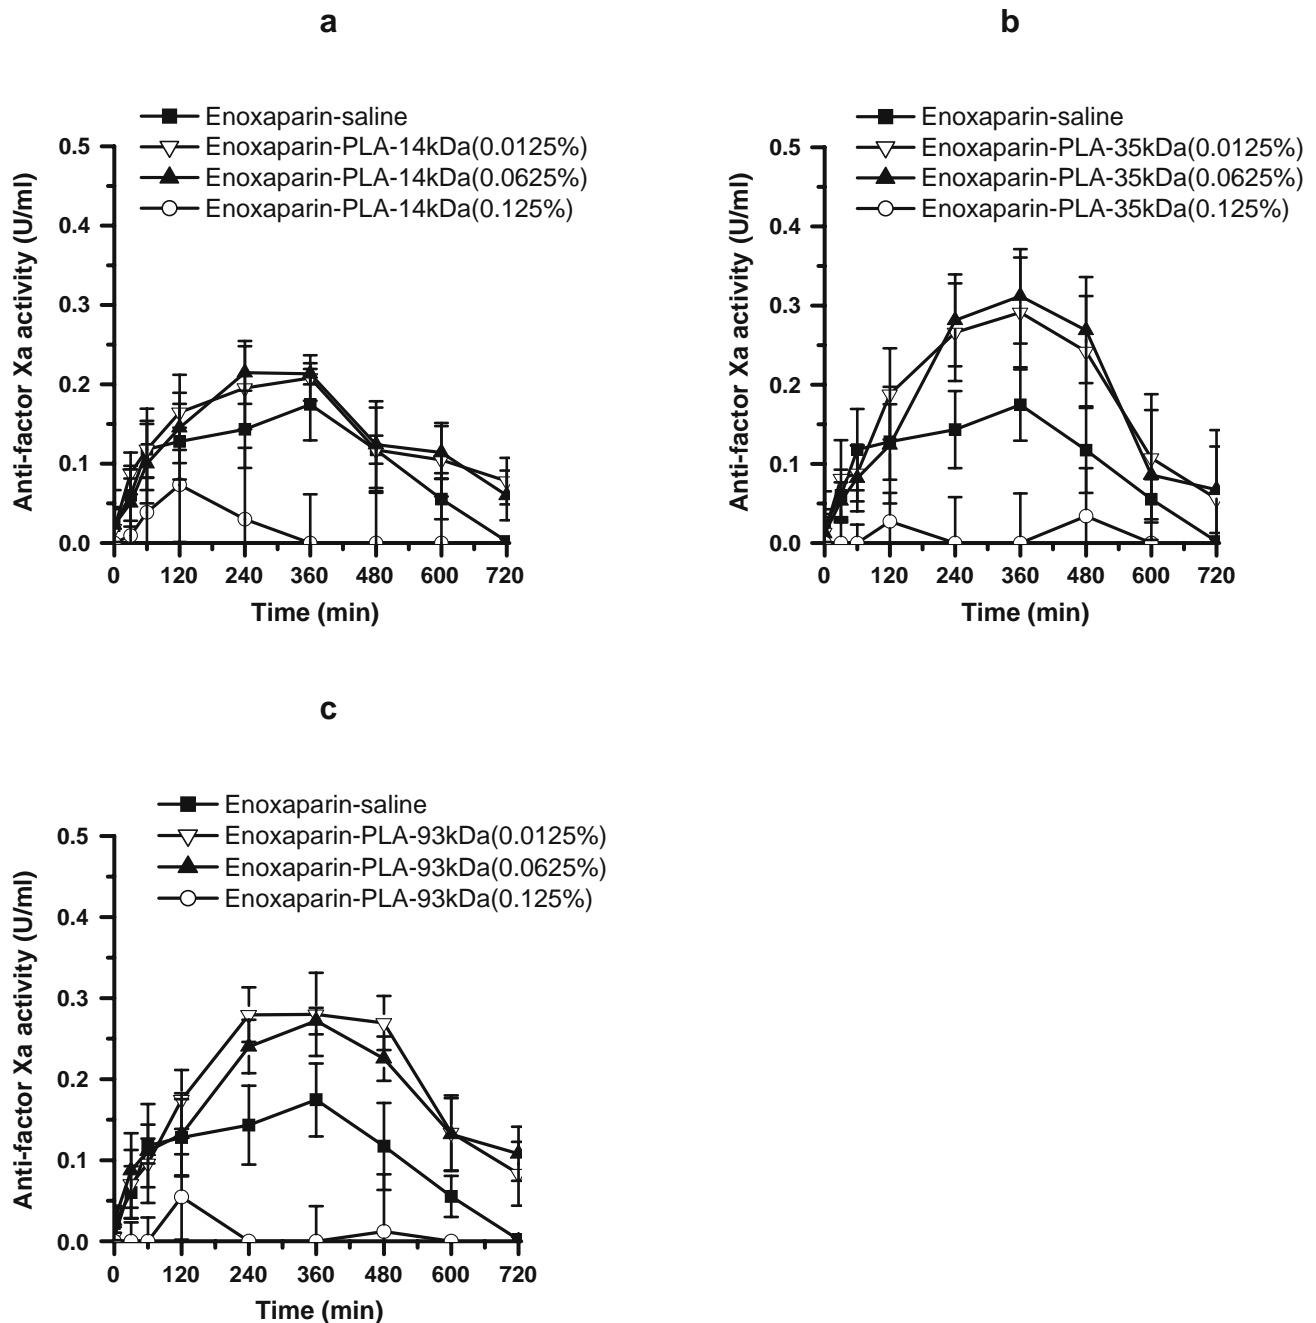 a
Enoxaparin-saline
Enoxaparin-PLA-14kDa(0.0125%)
Enoxaparin-PLA-14kDa(0.0625%)
Enoxaparin-PLA-14kDa(0.125%)
Anti-factor Xa activity (U/ml)
0.5
0.4
0.3
0.2
0.1
0.0
0 120 240 360 480 600 720
Time (min)
b
Enoxaparin-saline
Enoxaparin-PLA-35kDa(0.0125%)
Enoxaparin-PLA-35kDa(0.0625%)
Enoxaparin-PLA-35kDa(0.125%)
Anti-factor Xa activity (U/ml)
0.5
0.4
0.3
0.2
0.1
0.0
0 120 240 360 480 600 720
Time (min)
c
Enoxaparin-saline
Enoxaparin-PLA-93kDa(0.0125%)
Enoxaparin-PLA-93kDa(0.0625%)
Enoxaparin-PLA-93kDa(0.125%)
Anti-factor Xa activity (U/ml)
0.5
0.4
0.3
0.2
0.1
0.0
0 120 240 360 480 600 720
Time (min)